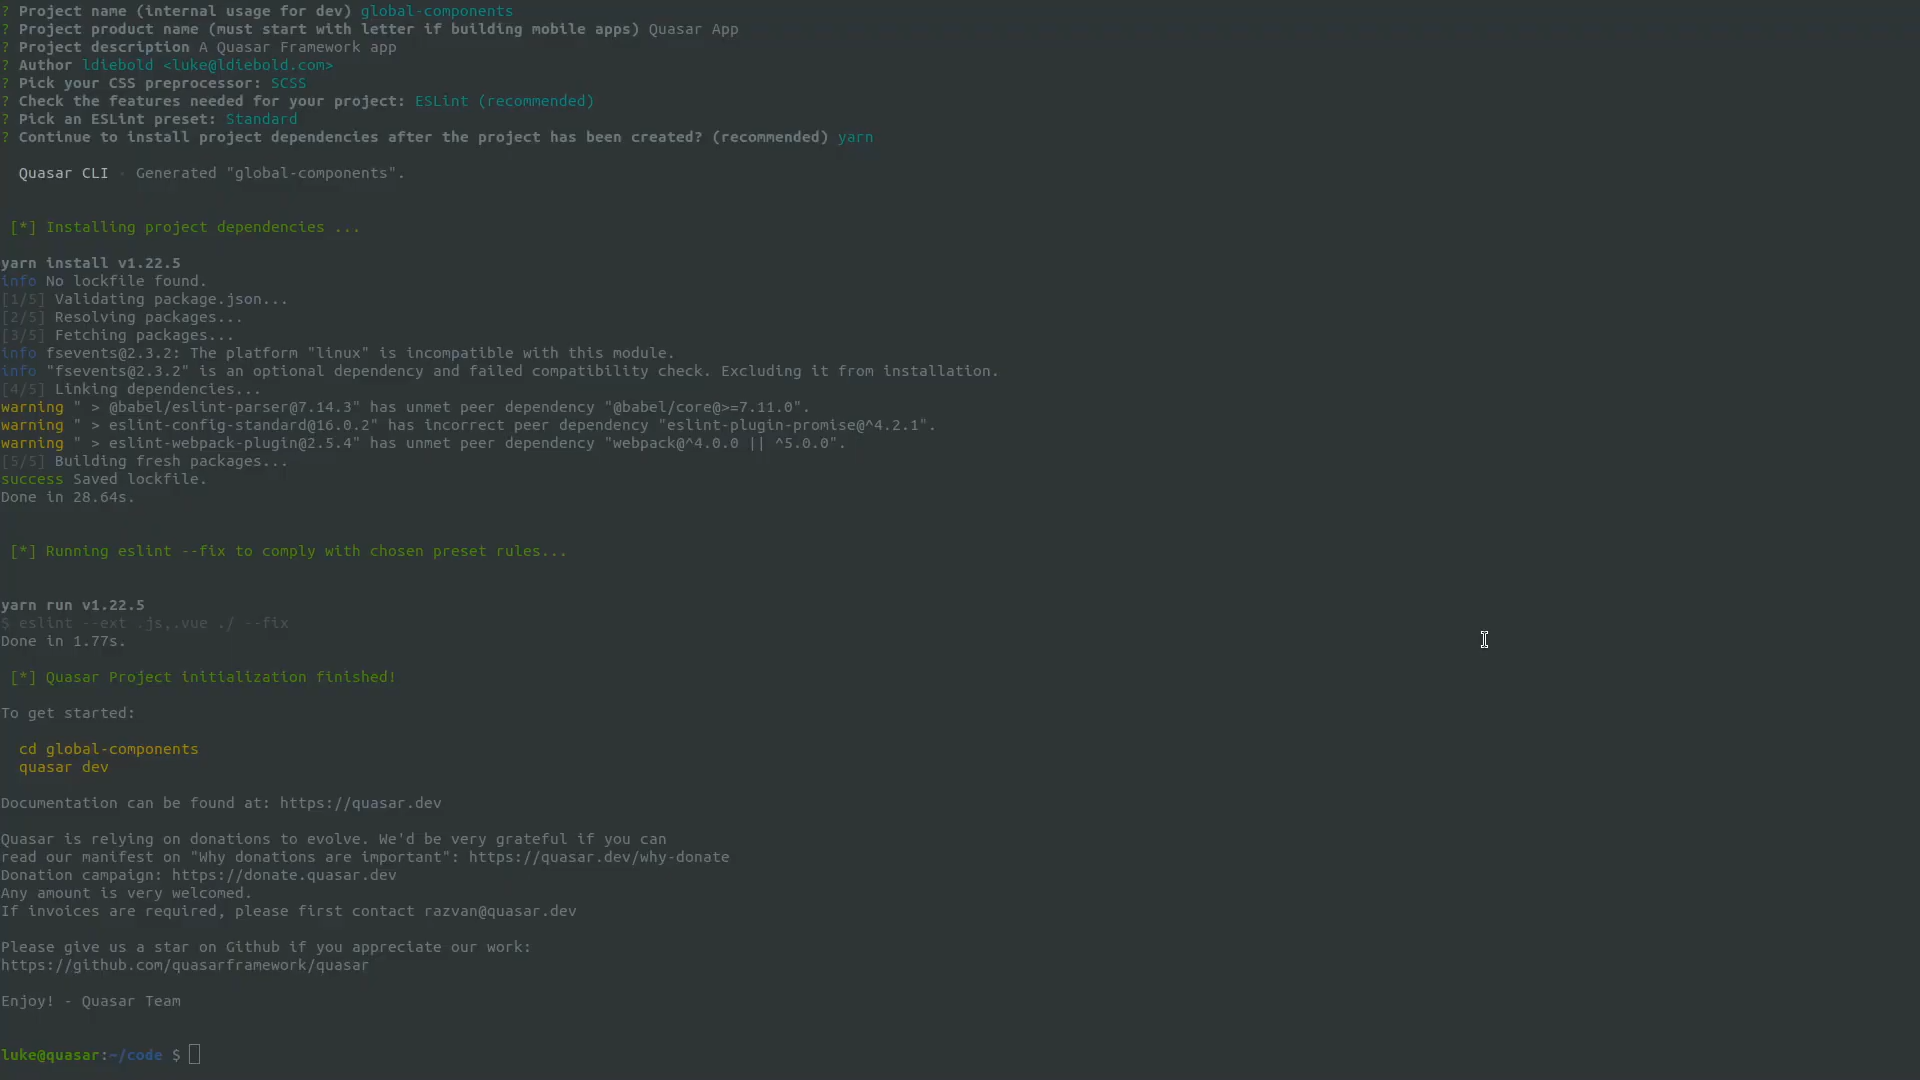 ? Project name (internal usage for dev) global-components
? Project product name (must start with letter if building mobile apps) Quasar App
? Project description A Quasar Framework app
? Author ldiebold <luke@ldiebold.com>
? Pick your CSS preprocessor: SCSS
? Check the features needed for your project: ESLint (recommended)
? Pick an ESLint preset: Standard
? Continue to install project dependencies after the project has been created? (recommended) yarn
Quasar CLI · Generated "global-components".
[*] Installing project dependencies ...
yarn install v1.22.5
info No lockfile found.
[1/5] Validating package.json...
[2/5] Resolving packages...
[3/5] Fetching packages...
info fsevents@2.3.2: The platform "linux" is incompatible with this module.
info "fsevents@2.3.2" is an optional dependency and failed compatibility check. Excluding it from installation.
[4/5] Linking dependencies...
warning " > @babel/eslint-parser@7.14.3" has unmet peer dependency "@babel/core@>=7.11.0".
warning " > eslint-config-standard@16.0.2" has incorrect peer dependency "eslint-plugin-promise@^4.2.1".
warning " > eslint-webpack-plugin@2.5.4" has unmet peer dependency "webpack@^4.0.0 || ^5.0.0".
[5/5] Building fresh packages...
success Saved lockfile.
Done in 28.64s.
[*] Running eslint --fix to comply with chosen preset rules...
yarn run v1.22.5
$ eslint --ext .js,.vue ./ --fix
Done in 1.77s.
[*] Quasar Project initialization finished!
To get started:
cd global-components
quasar dev
Documentation can be found at: https://quasar.dev
Quasar is relying on donations to evolve. We'd be very grateful if you can
read our manifest on "Why donations are important": https://quasar.dev/why-donate
Donation campaign: https://donate.quasar.dev
Any amount is very welcomed.
If invoices are required, please first contact razvan@quasar.dev
Please give us a star on Github if you appreciate our work:
https://github.com/quasarframework/quasar
Enjoy! - Quasar Team
luke@quasar:~/code $